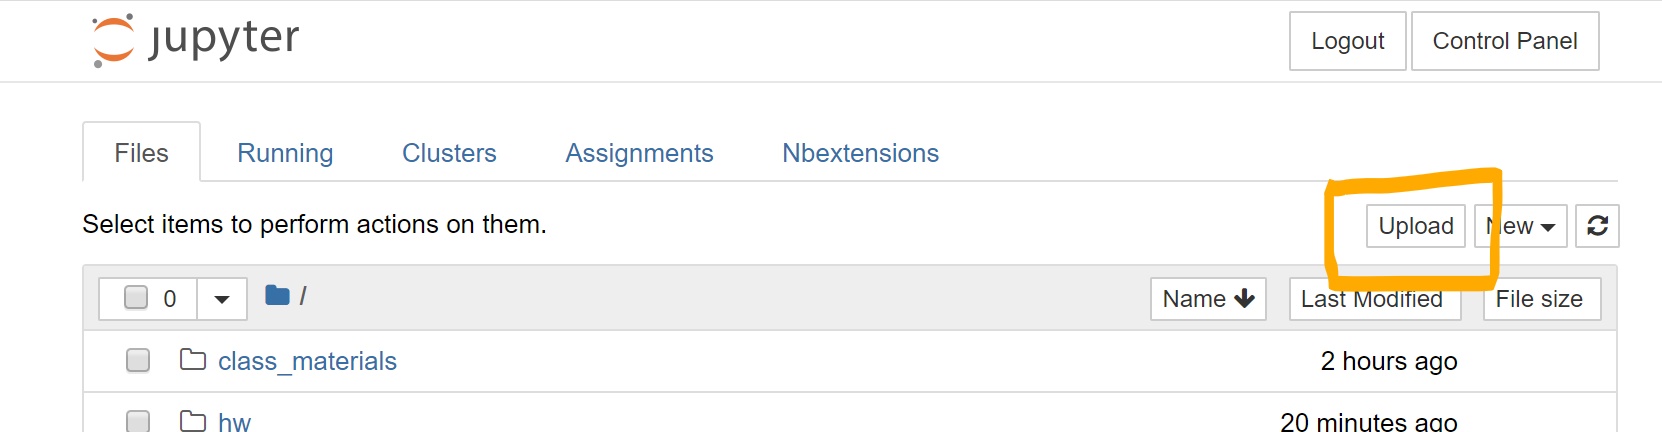 jupyter
Logout Control Panel
Files Running Clusters Assignments Nbextensions
Select items to perform actions on them.
Upload New
0 / Name Last Modified File size
class_materials 2 hours ago
hw 20 minutes ago